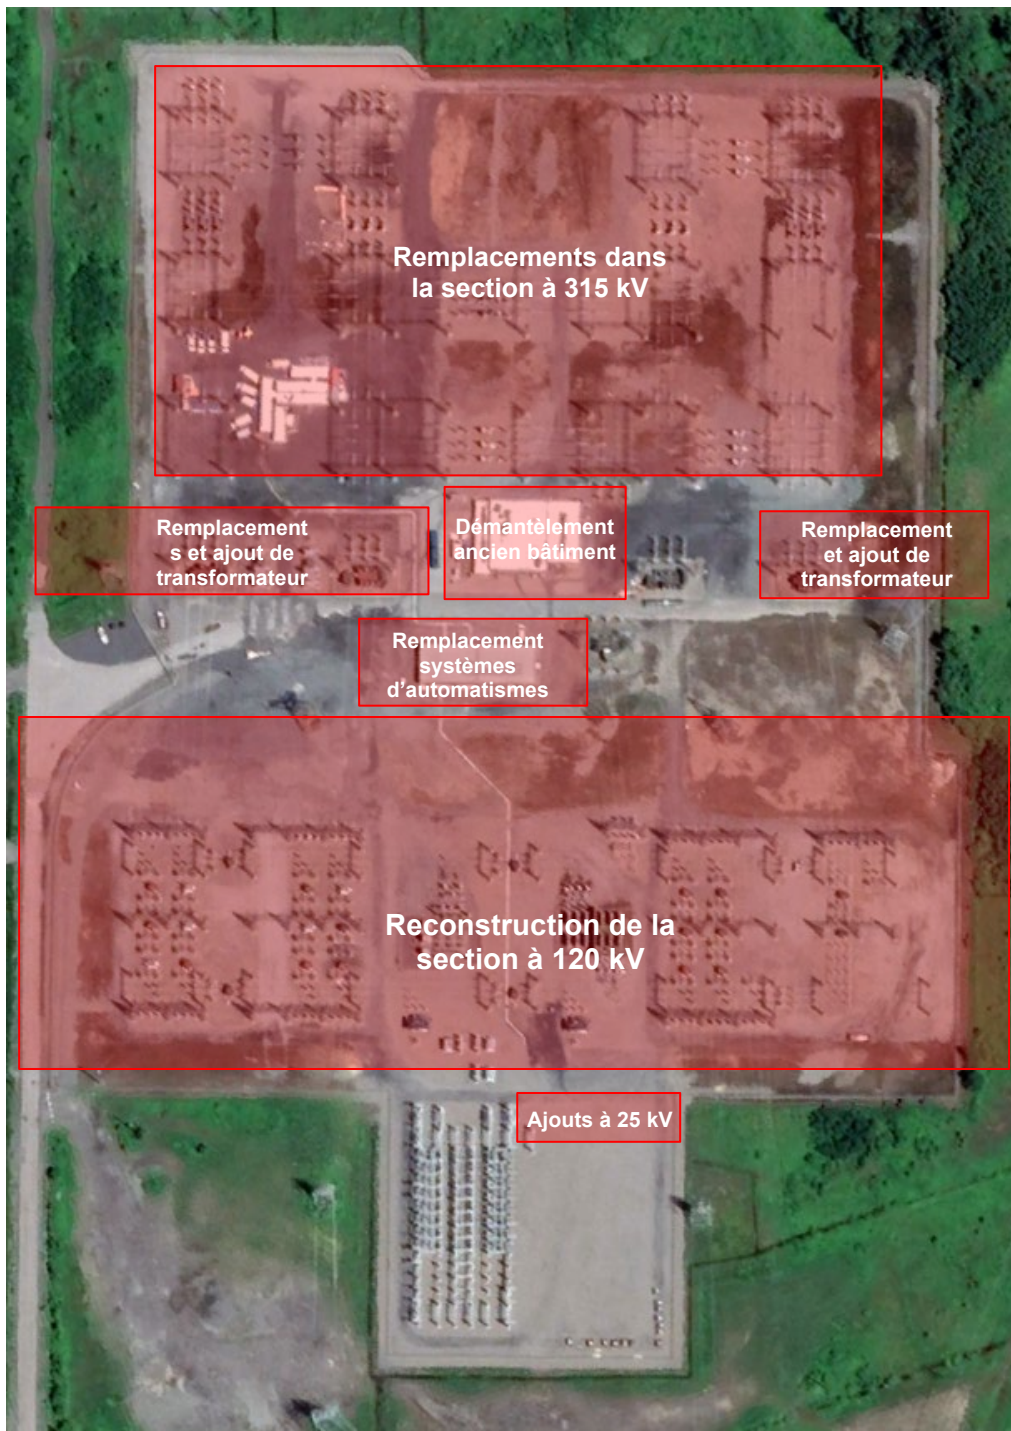 Remplacements dans
la section à 315 kV
Remplacement
s et ajout de
transformateur
Démantèlement
ancien bâtiment
Remplacement
et ajout de
transformateur
Remplacement
systèmes
d’automatismes
Reconstruction de la
section à 120 kV
Ajouts à 25 kV